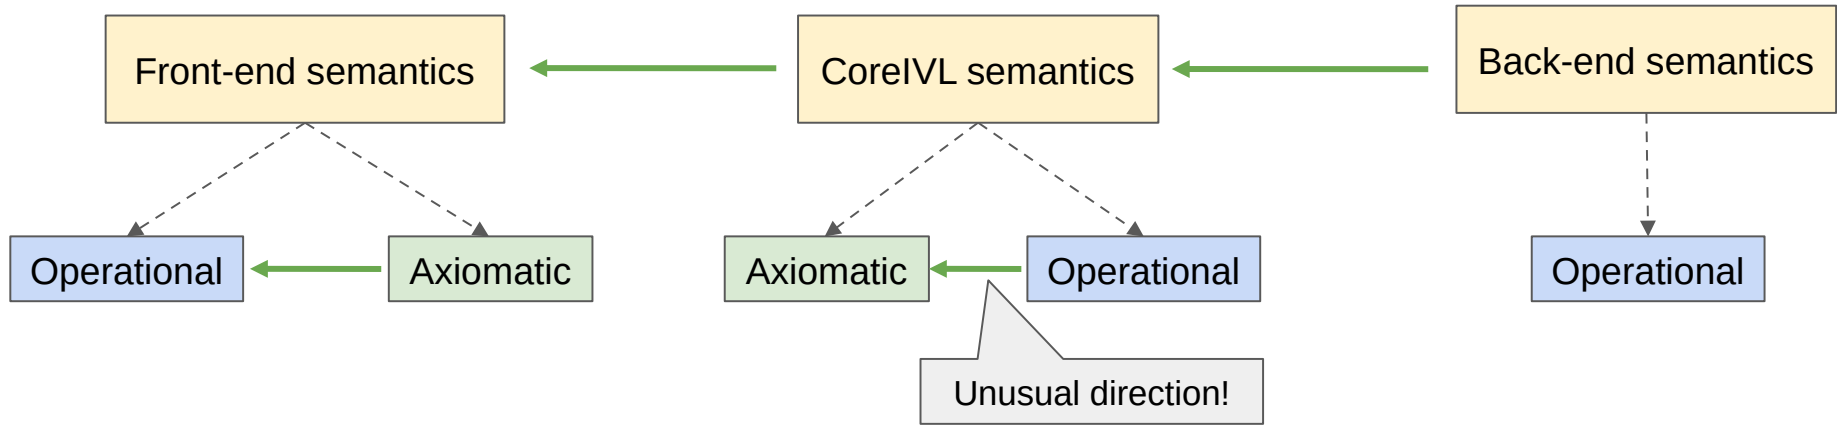 Front-end semantics
CoreIVL semantics
Back-end semantics
Operational
Axiomatic
Axiomatic
Operational
Operational
Unusual direction!